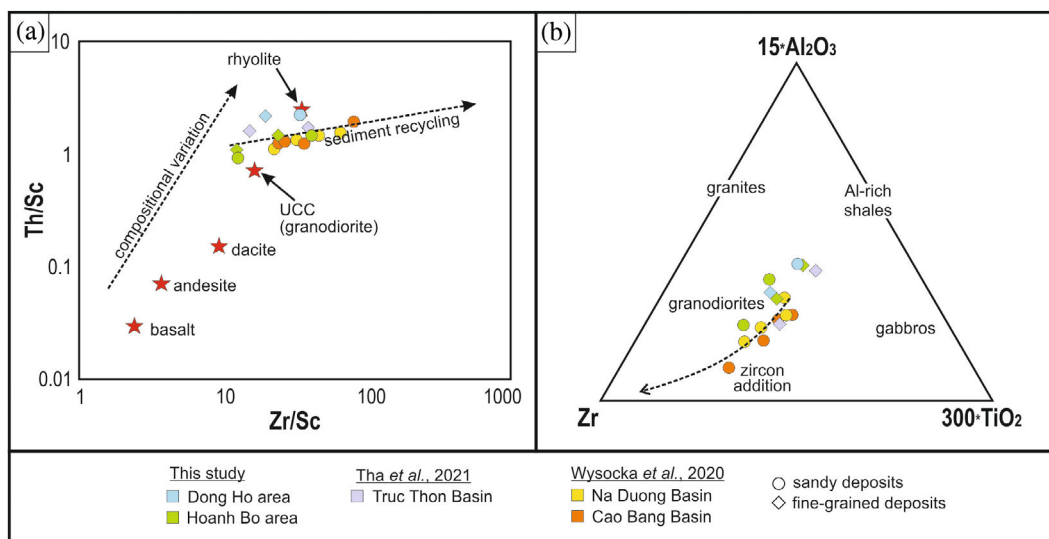 (a)
10
1
0.1
0.01
Th/Sc
1
10
100
1000
Zr/Sc
rhyolite
compositional variation
sediment recycling
UCC
(granodiorite)
dacite
andesite
basalt
(b)
15*Al₂O₃
granites
Al-rich
shales
granodiorites
gabbros
zircon
addition
Zr
300*TiO₂
This study
Dong Ho area
Hoanh Bo area
Tha et al., 2021
Truc Thon Basin
Wysocka et al., 2020
Na Duong Basin
Cao Bang Basin
sandy deposits
fine-grained deposits